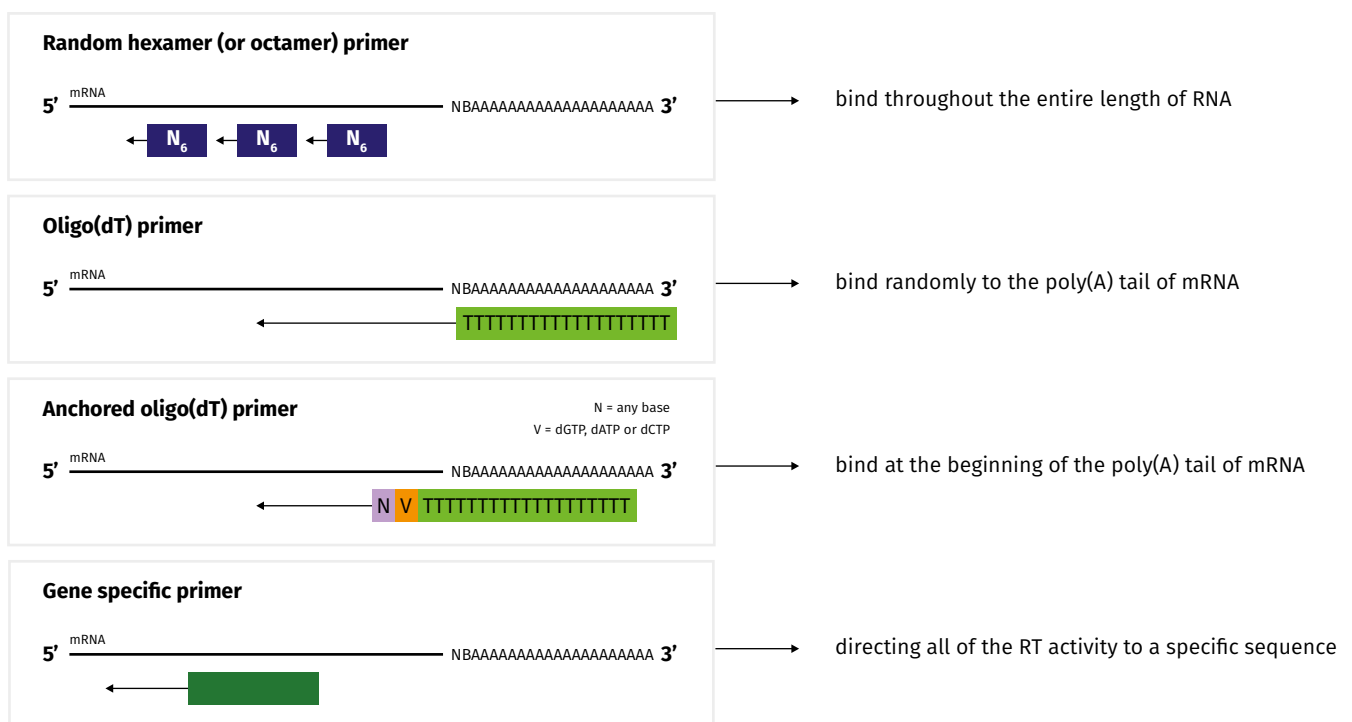 Random hexamer (or octamer) primer
mRNA
5’ NBAAAAAAAAAAAAAAAAAAAA 3’
N6 N6 N6
bind throughout the entire length of RNA
Oligo(dT) primer
mRNA
5’ NBAAAAAAAAAAAAAAAAAAAA 3’
TTTTTTTTTTTTTTTTTTT
bind randomly to the poly(A) tail of mRNA
Anchored oligo(dT) primer
N = any base
V = dGTP, dATP or dCTP
mRNA
5’ NBAAAAAAAAAAAAAAAAAAAA 3’
N V TTTTTTTTTTTTTTTTTTT
bind at the beginning of the poly(A) tail of mRNA
Gene specific primer
mRNA
5’ NBAAAAAAAAAAAAAAAAAAAA 3’
directing all of the RT activity to a specific sequence